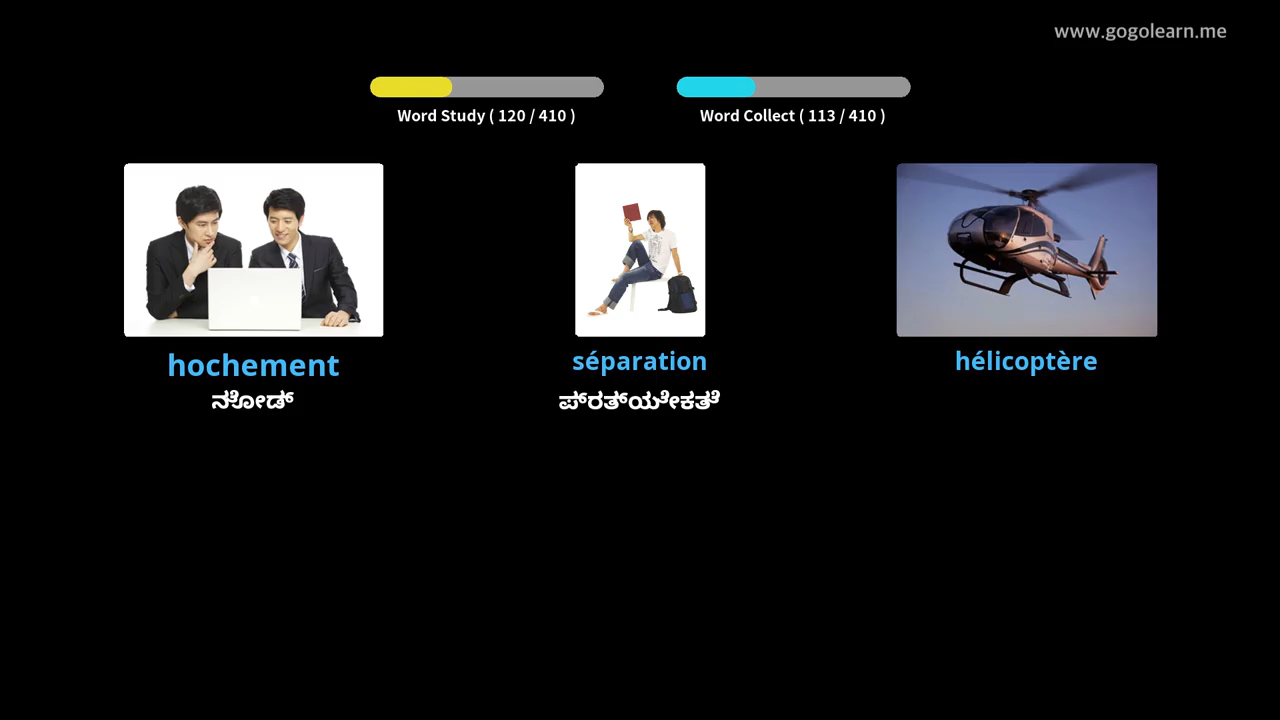 www.gogolearn.me
Word Study ( 120 / 410 )
Word Collect ( 113 / 410 )
hochement
séparation
hélicoptère
ನೋಡ್
ಪ್ರತ್ಯೇಕತೆ